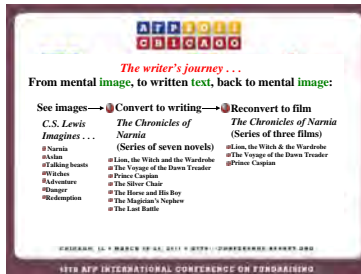 AFP 2011
CHICAGO
The writer's journey . . .
From mental image, to written text, back to mental image:
See images
C.S. Lewis
Imagines . . .
Narnia
Aslan
Talking beasts
Witches
Adventure
Danger
Redemption
Convert to writing
The Chronicles of
Narnia
(Series of seven novels)
Lion, the Witch and the Wardrobe
The Voyage of the Dawn Treader
Prince Caspian
The Silver Chair
The Horse and His Boy
The Magician's Nephew
The Last Battle
Reconvert to film
The Chronicles of Narnia
(Series of three films)
Lion, the Witch & the Wardrobe
The Voyage of the Dawn Treader
Prince Caspian
CHICAGO, IL • MARCH
48TH AFP INTERNATIONAL CONFERENCE ON FUNDRAISING